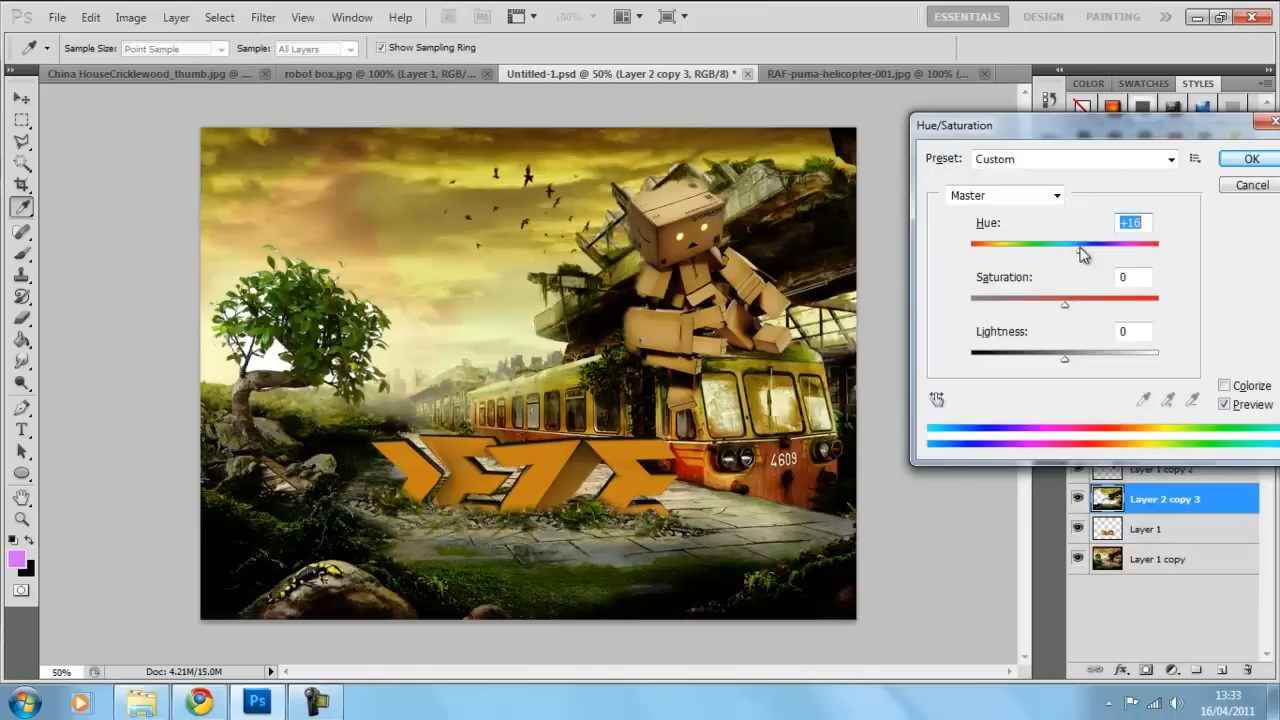 Ps File Edit Image Layer Select Filter View Window Help ESSENTIALS DESIGN PAINTING
Sample Size: Point Sample Sample: All Layers Show Sampling Ring
China HouseCricklewood_thumb.jpg @ ... robot box.jpg @ 100% (Layer 1, RGB/... Untitled-1.psd @ 50% (Layer 2 copy 3, RGB/8) * RAF-puma-helicopter-001.jpg @ 100% (...
COLOR SWATCHES STYLES
Hue/Saturation
Preset: Custom OK
Cancel
Master
Hue: +16
Saturation: 0
Lightness: 0
Colorize
Preview
4609
Layer 1 copy 2
Layer 2 copy 3
Layer 1
Layer 1 copy
50% Doc: 4.21M/15.0M
Ps 13:33
16/04/2011